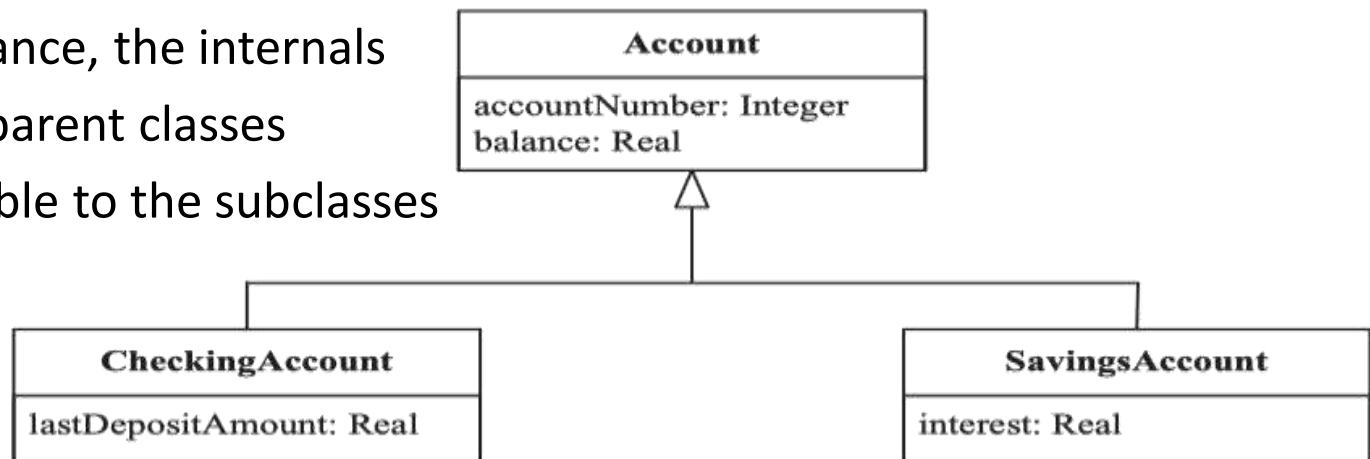 ance, the internals
parent classes
ble to the subclasses
Account
accountNumber: Integer
balance: Real
CheckingAccount
lastDepositAmount: Real
SavingsAccount
interest: Real